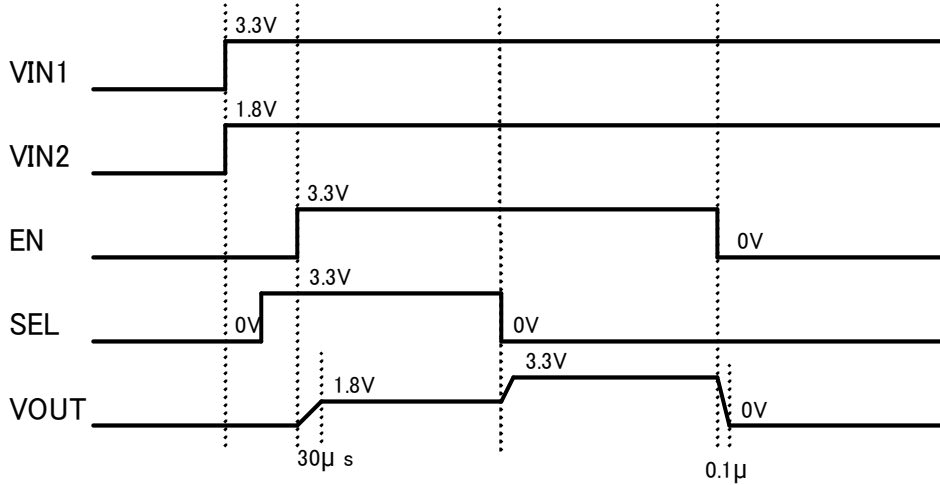 3.3V
VIN1
1.8V
VIN2
3.3V
EN
0V
3.3V
SEL
0V
0V
3.3V
1.8V
VOUT
0V
30μ s
0.1μ